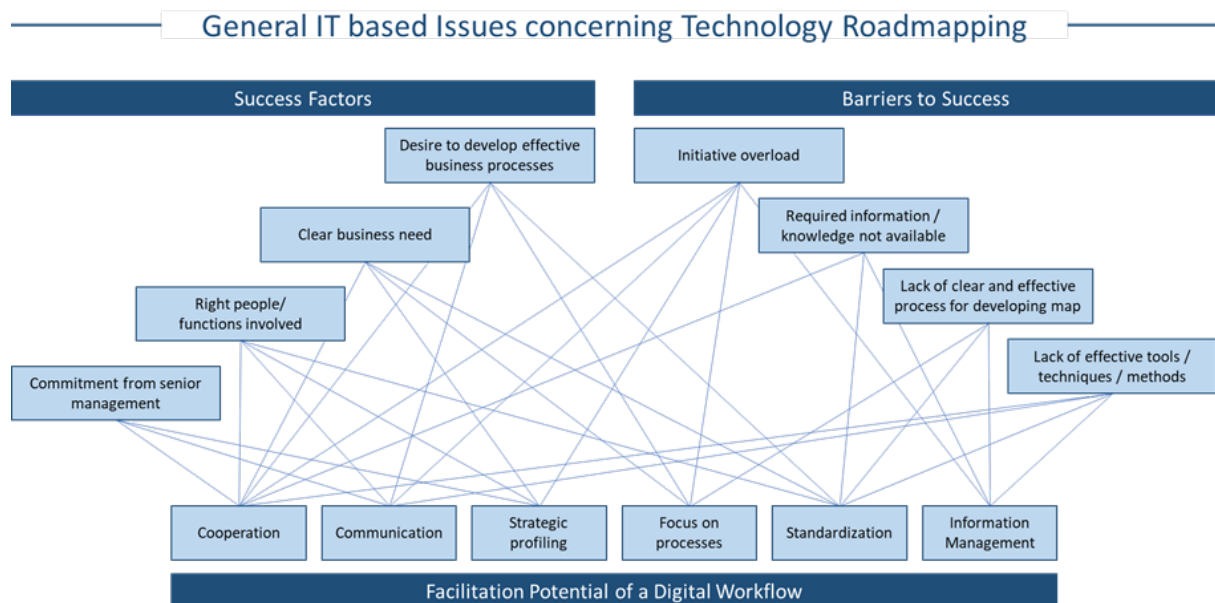 General IT based Issues concerning Technology Roadmapping
Success Factors
Barriers to Success
Desire to develop effective
business processes
Initiative overload
Clear business need
Required information /
knowledge not available
Right people/
functions involved
Lack of clear and effective
process for developing map
Commitment from senior
management
Lack of effective tools /
techniques / methods
Cooperation
Communication
Strategic
profiling
Focus on
processes
Standardization
Information
Management
Facilitation Potential of a Digital Workflow